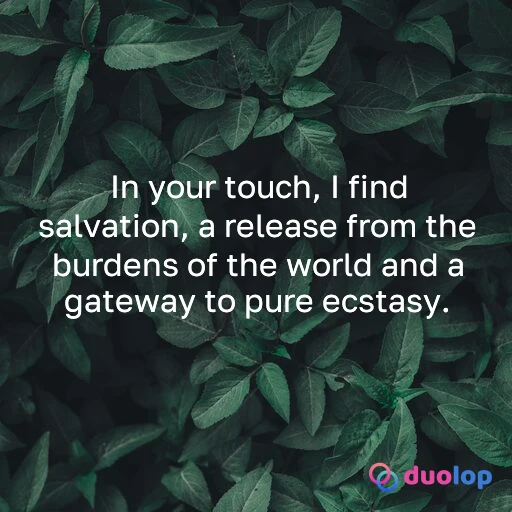 In your touch, I find
salvation, a release from the
burdens of the world and a
gateway to pure ecstasy.
duolop